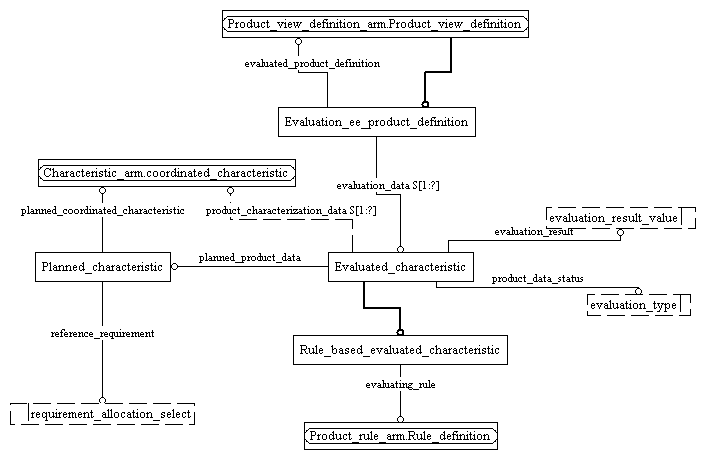 Product_view_definition_arm.Product_view_definition
evaluated_product_definition
Evaluation_ee_product_definition
Characteristic_arm.coordinated_characteristic
evaluation_data S[1:?]
planned_coordinated_characteristic
product_characterization_data S[1:?]
evaluation_result_value
evaluation_result
Planned_characteristic
planned_product_data
Evaluated_characteristic
product_data_status
evaluation_type
reference_requirement
Rule_based_evaluated_characteristic
evaluating_rule
requirement_allocation_select
Product_rule_arm.Rule_definition